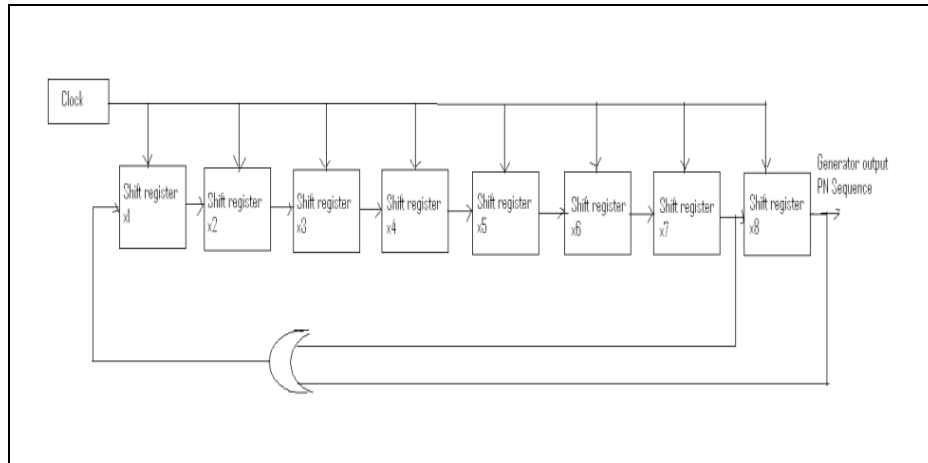 Clock
Generator output
PN Sequence
Shift register
x1
Shift register
x2
Shift register
x3
Shift register
x4
Shift register
x5
Shift register
x6
Shift register
x7
Shift register
x8